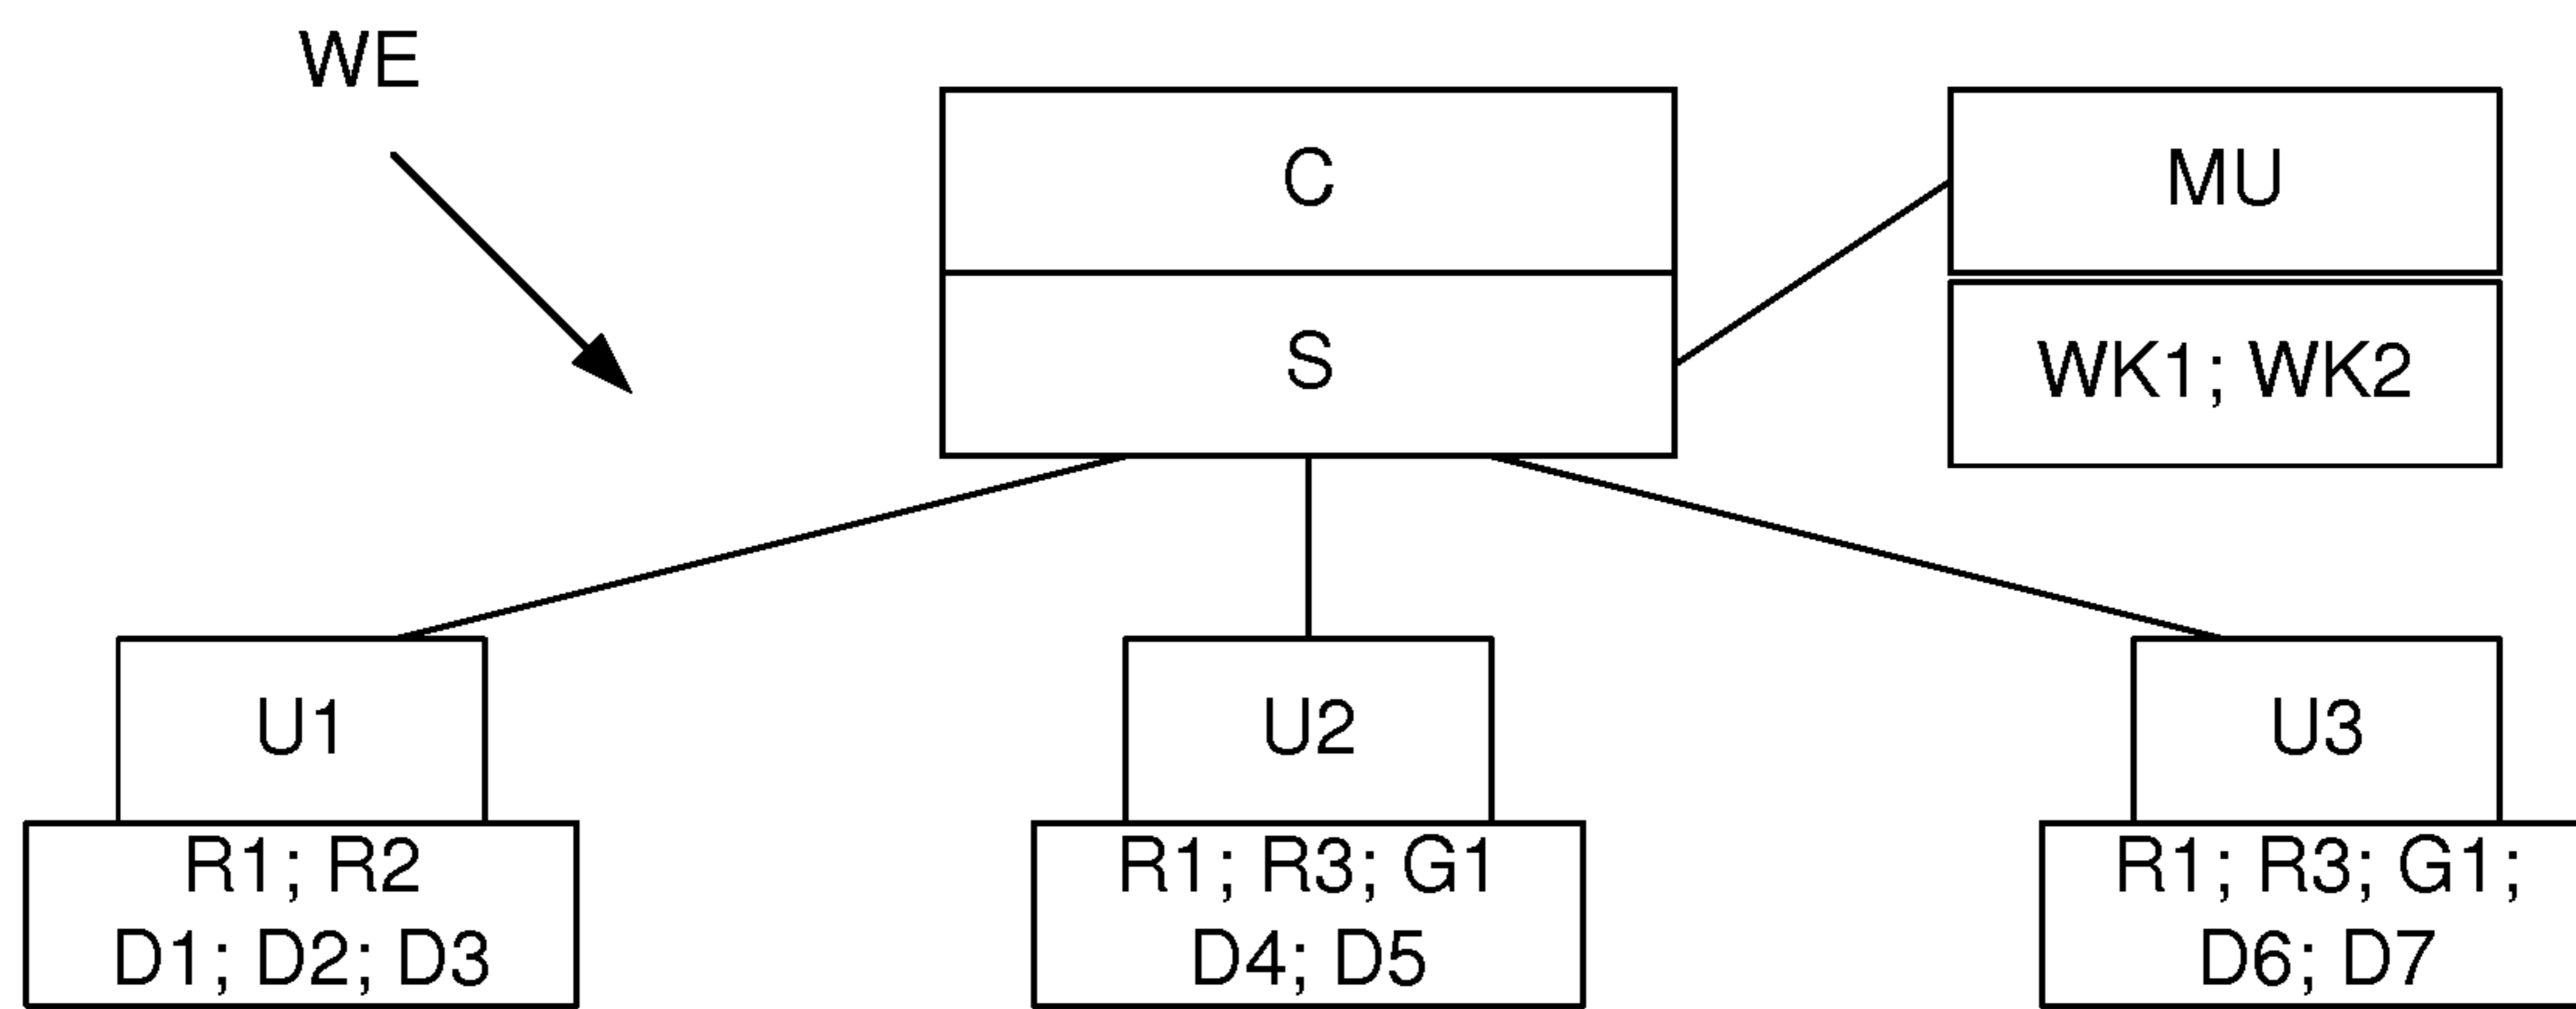 WE
C
MU
S
WK1; WK2
U1
U2
U3
R1; R2
D1; D2; D3
R1; R3; G1
D4; D5
R1; R3; G1;
D6; D7